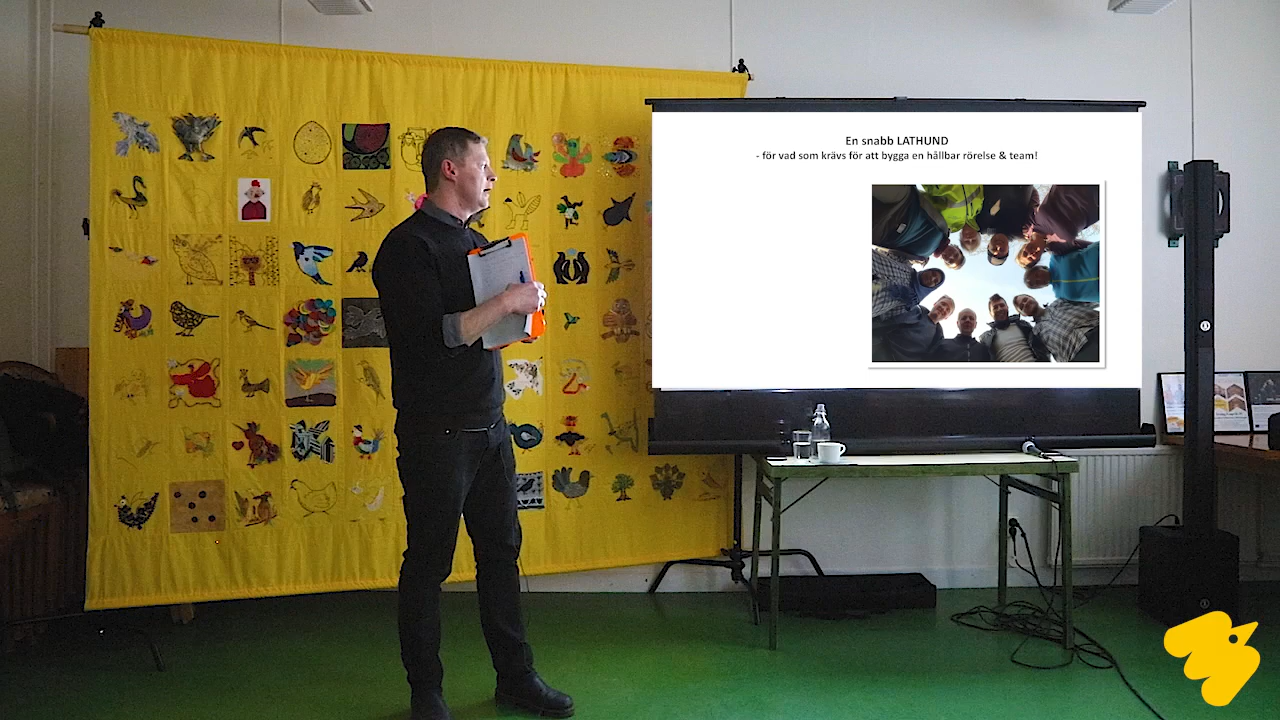 En snabb LATHUND
- för vad som krävs för att bygga en hållbar rörelse & team!